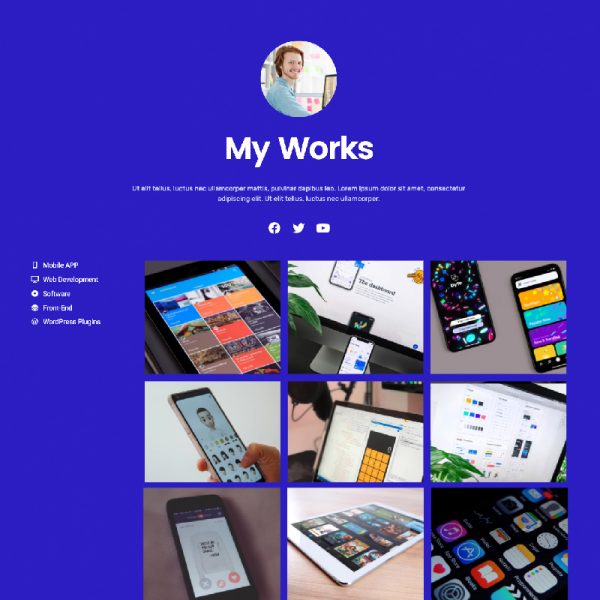 My Works
Ut elit tellus, luctus nec ullamcorper mattis, pulvinar dapibus leo. Lorem ipsum dolor sit amet, consectetur
adipiscing elit. Ut elit tellus, luctus nec ullamcorper.
Mobile APP
Web Development
Software
Front-End
WordPress Plugins
The dashboard